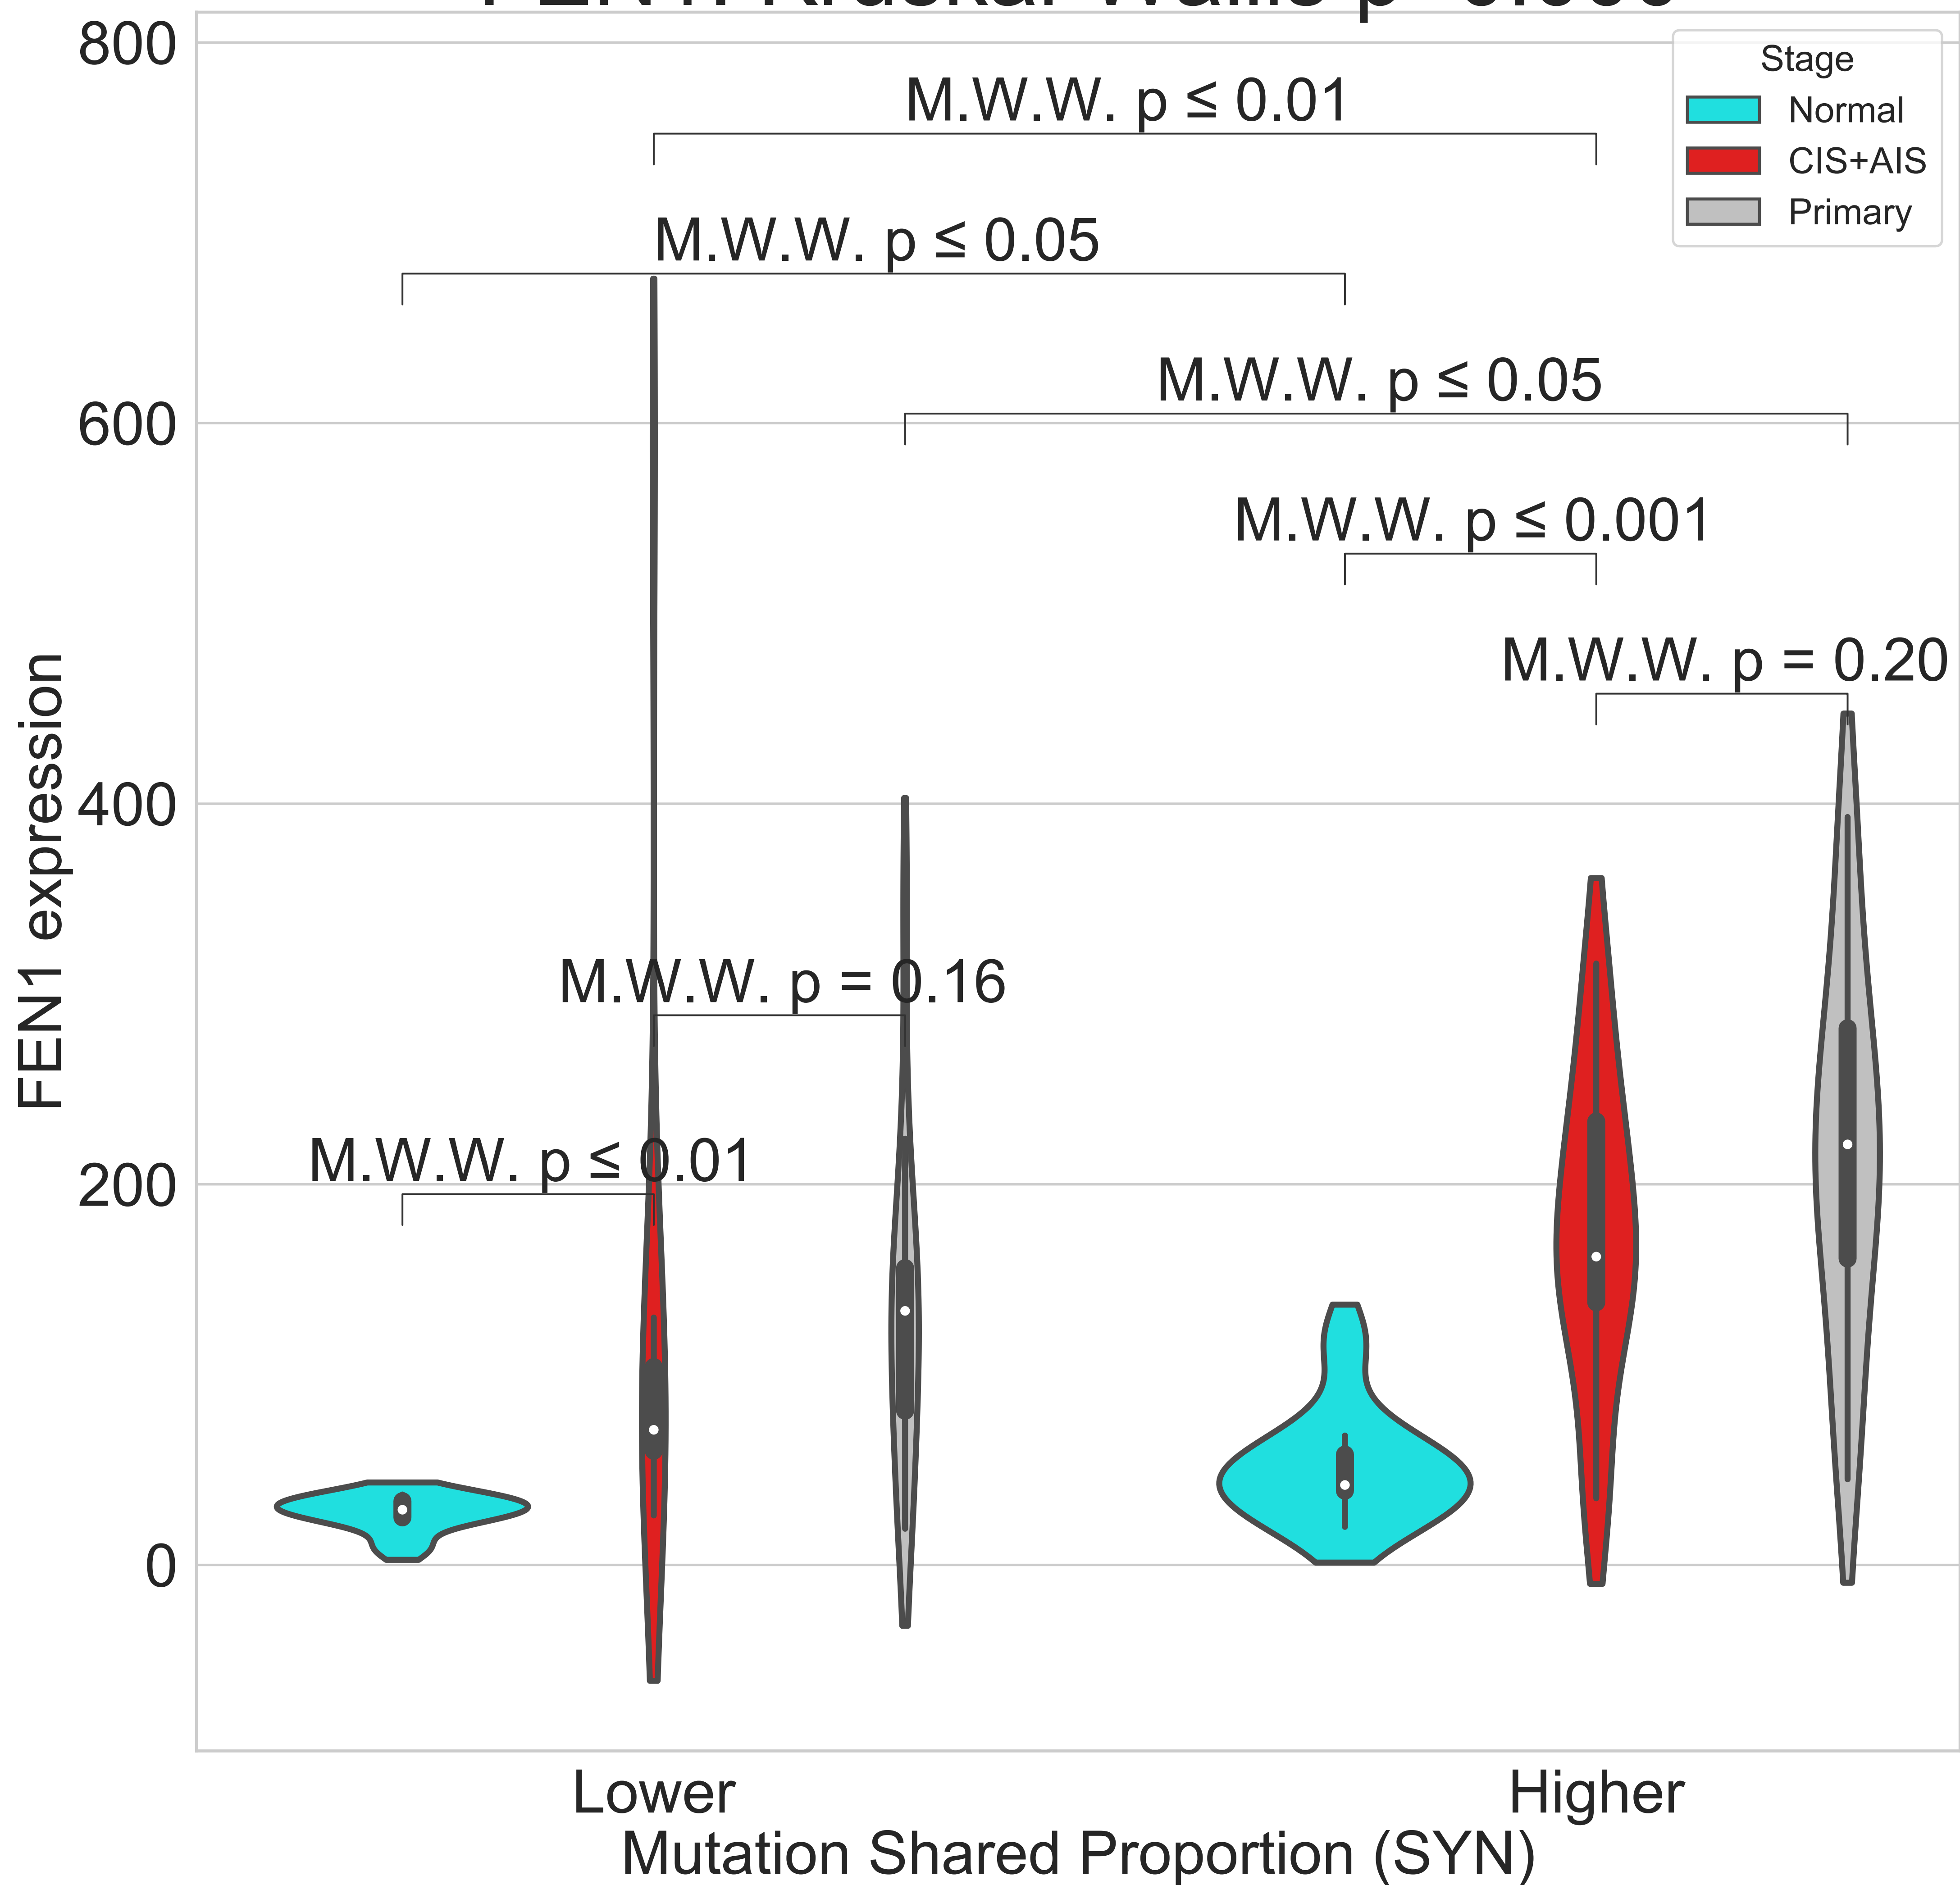 800
600
400
200
0
FEN1 expression
M.W.W. p ≤ 0.01
M.W.W. p ≤ 0.05
M.W.W. p ≤ 0.05
M.W.W. p ≤ 0.001
M.W.W. p = 0.20
M.W.W. p = 0.16
M.W.W. p ≤ 0.01
Stage
Normal
CIS+AIS
Primary
Lower
Higher
Mutation Shared Proportion (SYN)